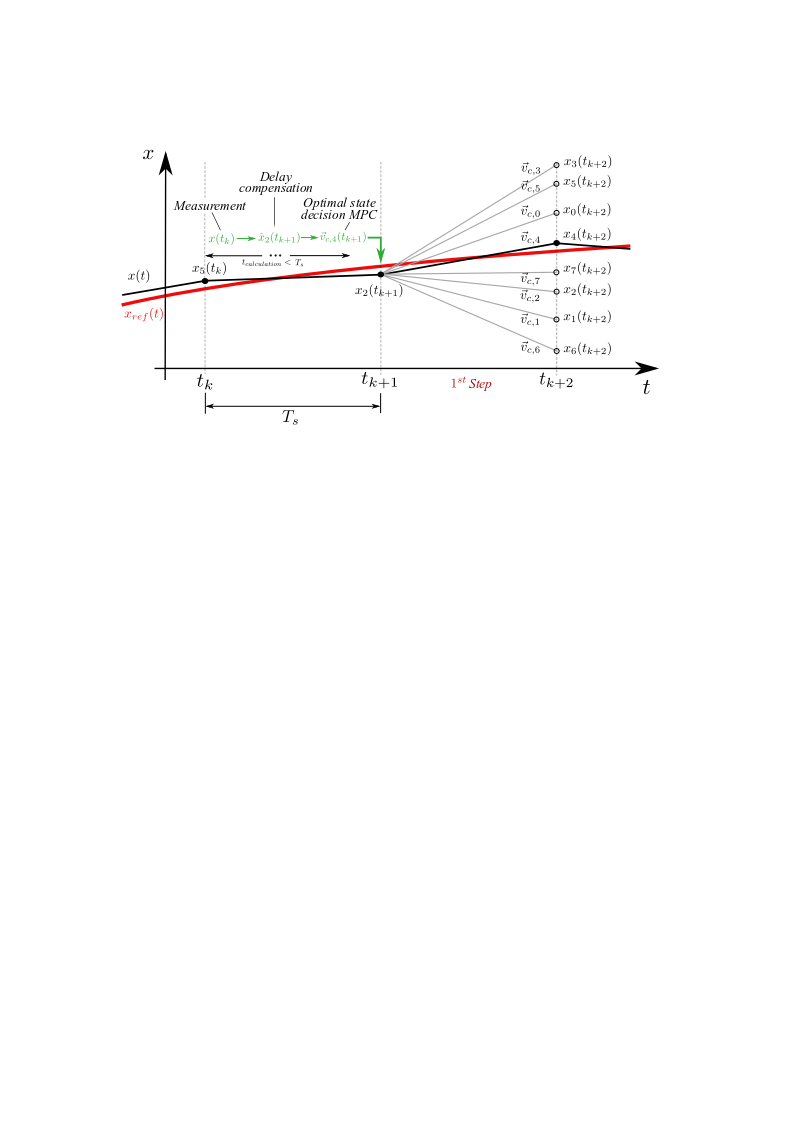 x
Delay
compensation
Measurement
Optimal state
decision MPC
x(t_k) x̂_2(t_{k+1}) v⃗_{c,4}(t_{k+1})
...
t_{calculation} < T_s
x(t)
x_5(t_k)
x_{ref}(t)
x_2(t_{k+1})
v⃗_{c,3} x_3(t_{k+2})
v⃗_{c,5} x_5(t_{k+2})
v⃗_{c,0} x_0(t_{k+2})
v⃗_{c,4} x_4(t_{k+2})
v⃗_{c,7} x_7(t_{k+2})
v⃗_{c,2} x_2(t_{k+2})
v⃗_{c,1} x_1(t_{k+2})
v⃗_{c,6} x_6(t_{k+2})
t_k t_{k+1} 1^{st} Step t_{k+2} t
T_s